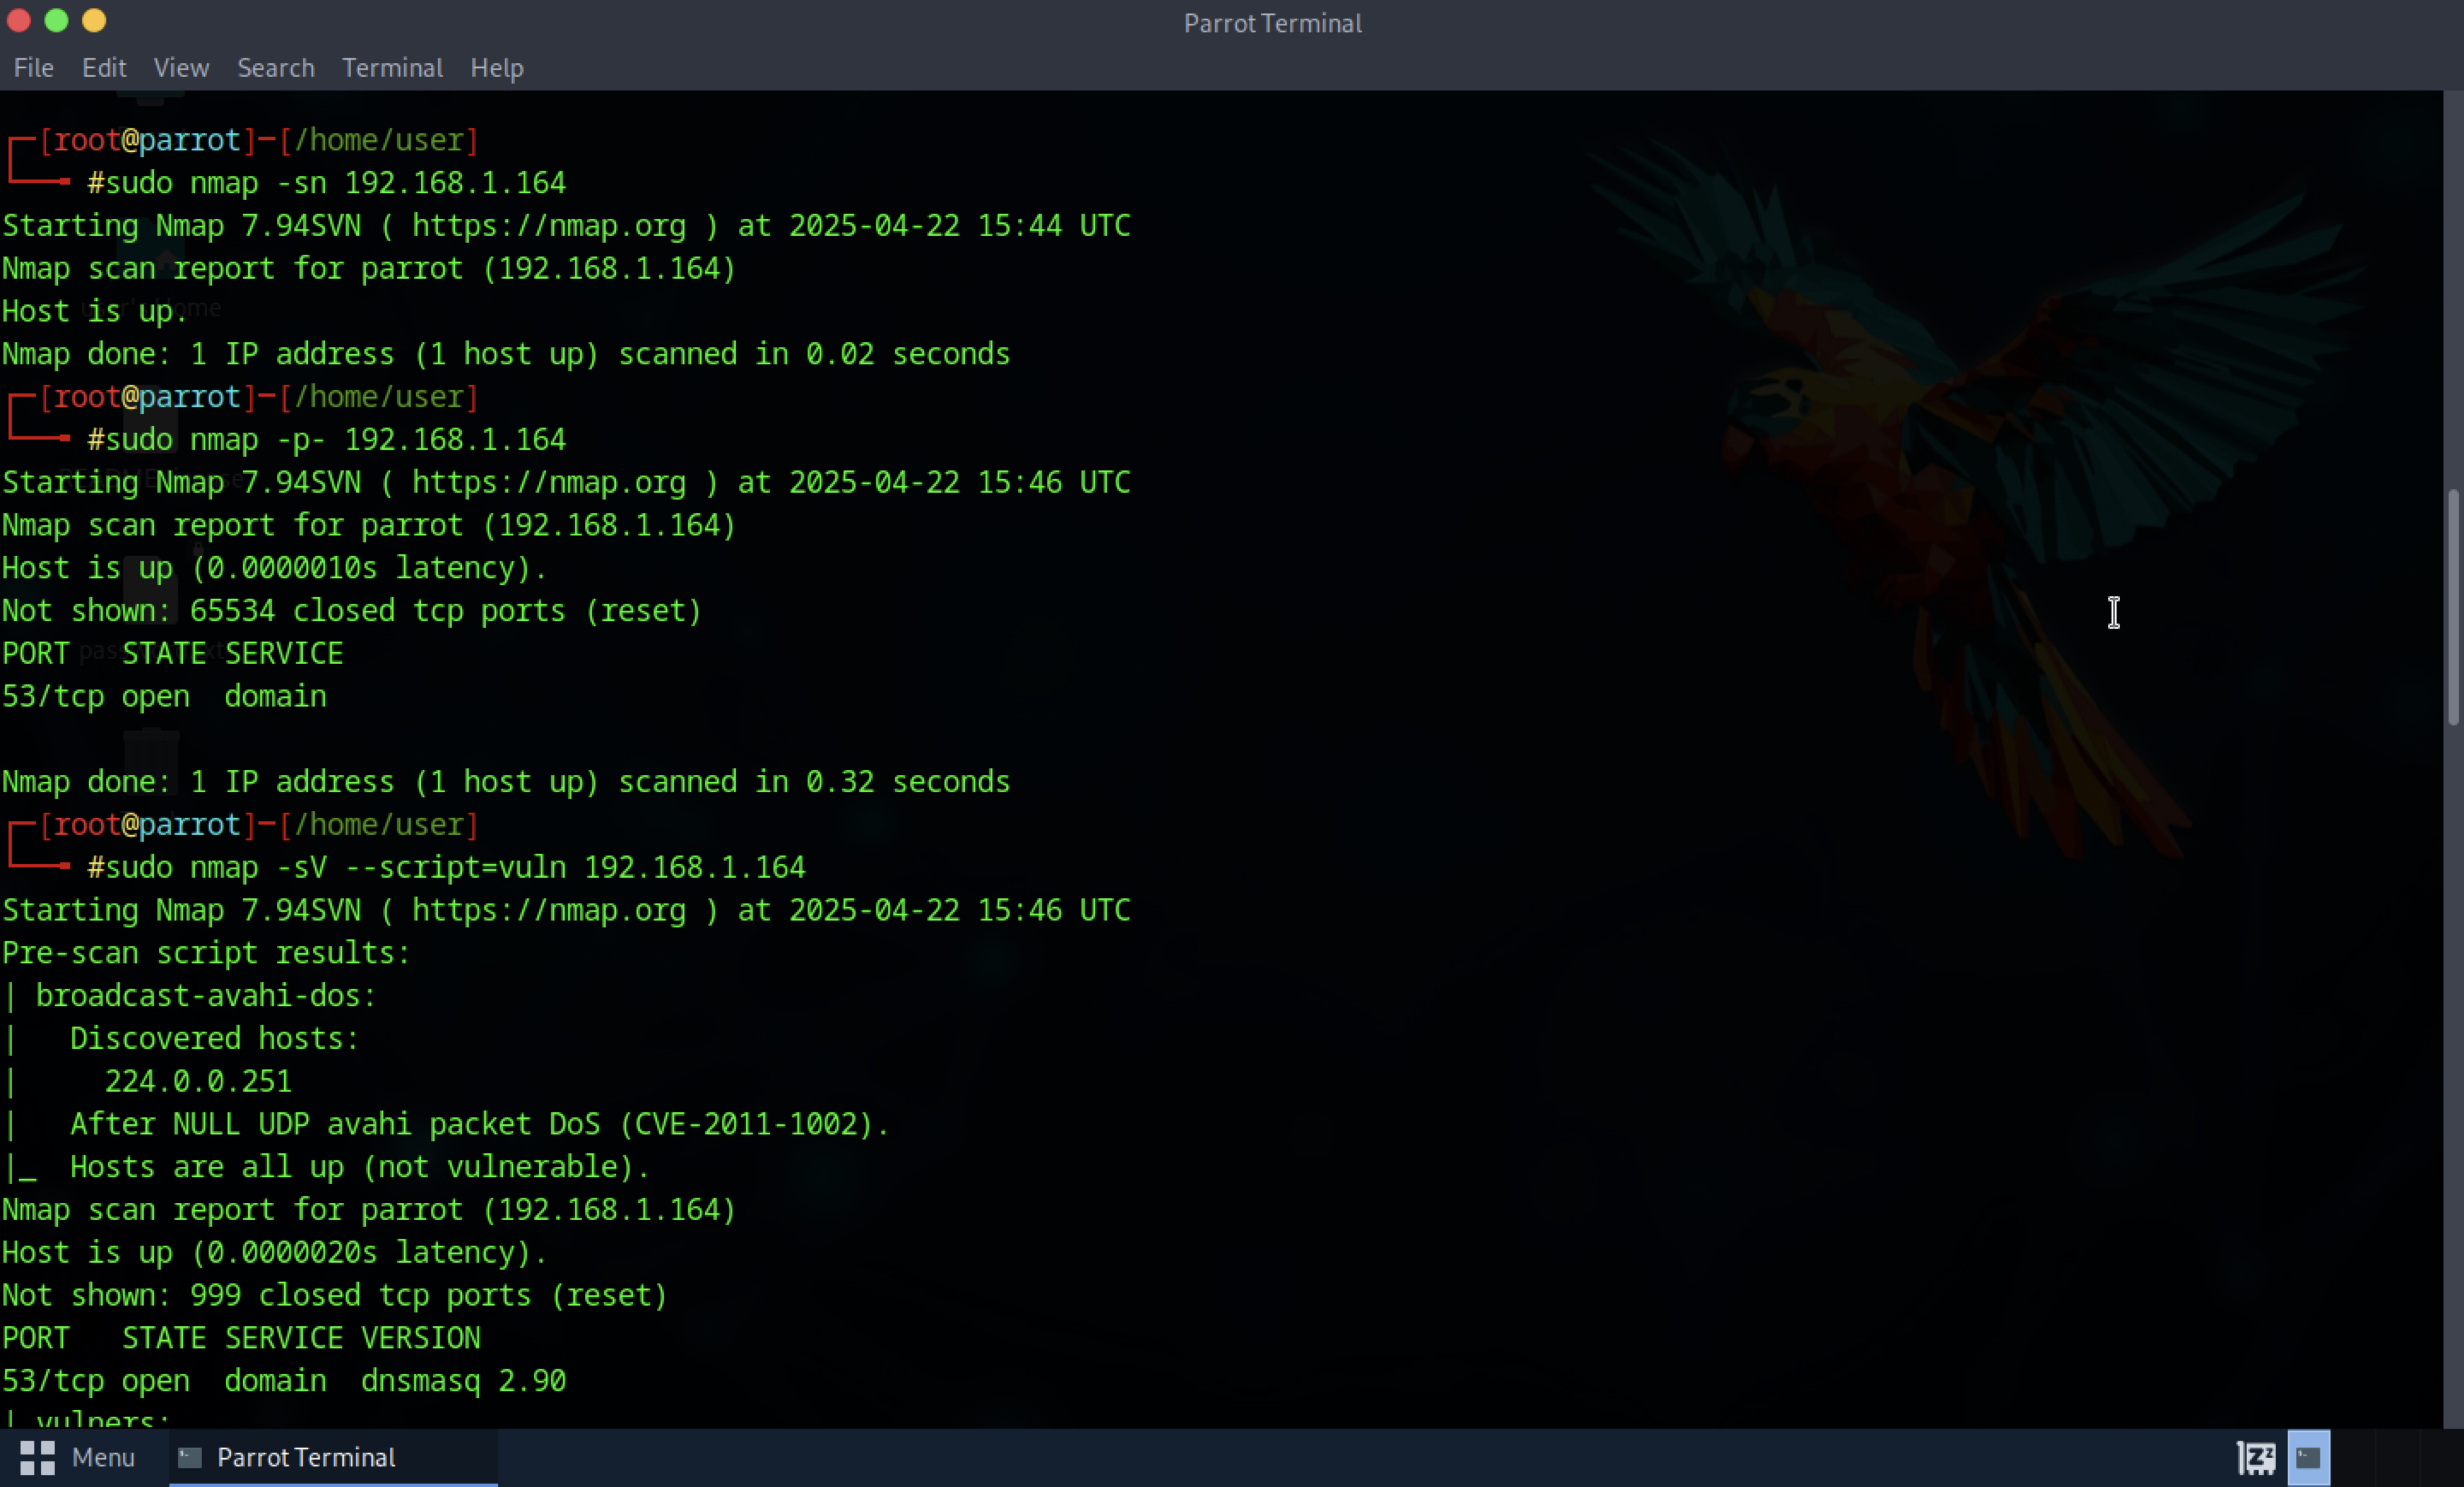 Parrot Terminal
File Edit View Search Terminal Help
[root@parrot]─[/home/user]
#sudo nmap -sn 192.168.1.164
Starting Nmap 7.94SVN ( https://nmap.org ) at 2025-04-22 15:44 UTC
Nmap scan report for parrot (192.168.1.164)
Host is up.
Nmap done: 1 IP address (1 host up) scanned in 0.02 seconds
[root@parrot]─[/home/user]
#sudo nmap -p- 192.168.1.164
Starting Nmap 7.94SVN ( https://nmap.org ) at 2025-04-22 15:46 UTC
Nmap scan report for parrot (192.168.1.164)
Host is up (0.0000010s latency).
Not shown: 65534 closed tcp ports (reset)
PORT   STATE SERVICE
53/tcp open  domain
Nmap done: 1 IP address (1 host up) scanned in 0.32 seconds
[root@parrot]─[/home/user]
#sudo nmap -sV --script=vuln 192.168.1.164
Starting Nmap 7.94SVN ( https://nmap.org ) at 2025-04-22 15:46 UTC
Pre-scan script results:
| broadcast-avahi-dos:
|   Discovered hosts:
|     224.0.0.251
|   After NULL UDP avahi packet DoS (CVE-2011-1002).
|_  Hosts are all up (not vulnerable).
Nmap scan report for parrot (192.168.1.164)
Host is up (0.0000020s latency).
Not shown: 999 closed tcp ports (reset)
PORT   STATE SERVICE VERSION
53/tcp open  domain  dnsmasq 2.90
| vulners:
Menu Parrot Terminal